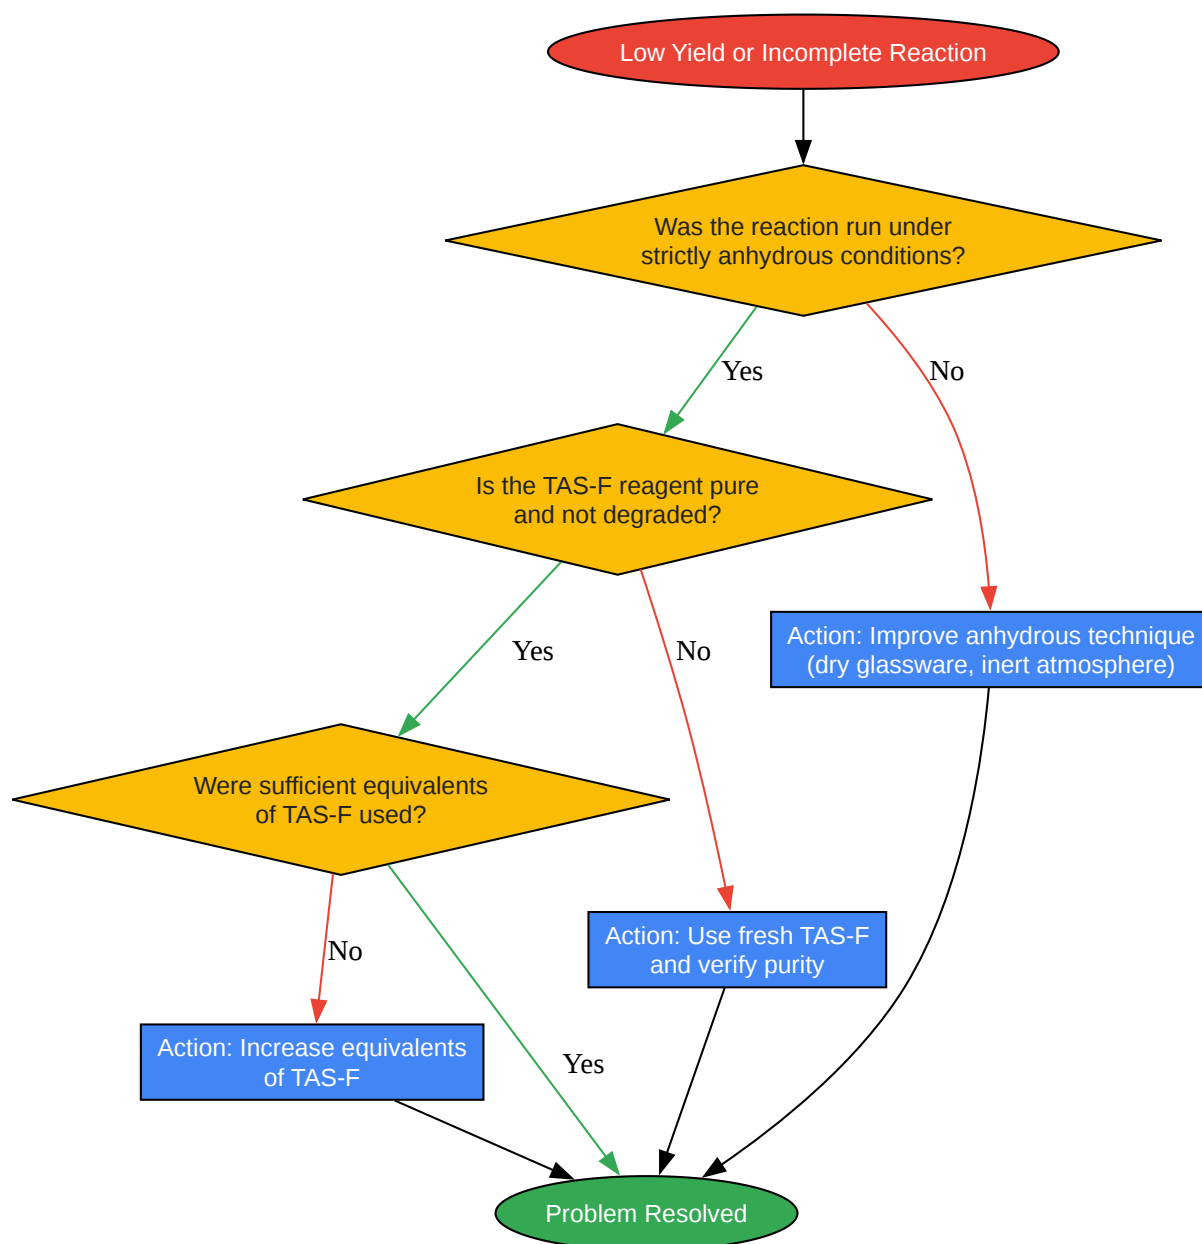 Low Yield or Incomplete Reaction
Was the reaction run under
strictly anhydrous conditions?
Yes
No
Is the TAS-F reagent pure
and not degraded?
Yes
No
Action: Improve anhydrous technique
(dry glassware, inert atmosphere)
Were sufficient equivalents
of TAS-F used?
No
Yes
Action: Use fresh TAS-F
and verify purity
Action: Increase equivalents
of TAS-F
Problem Resolved